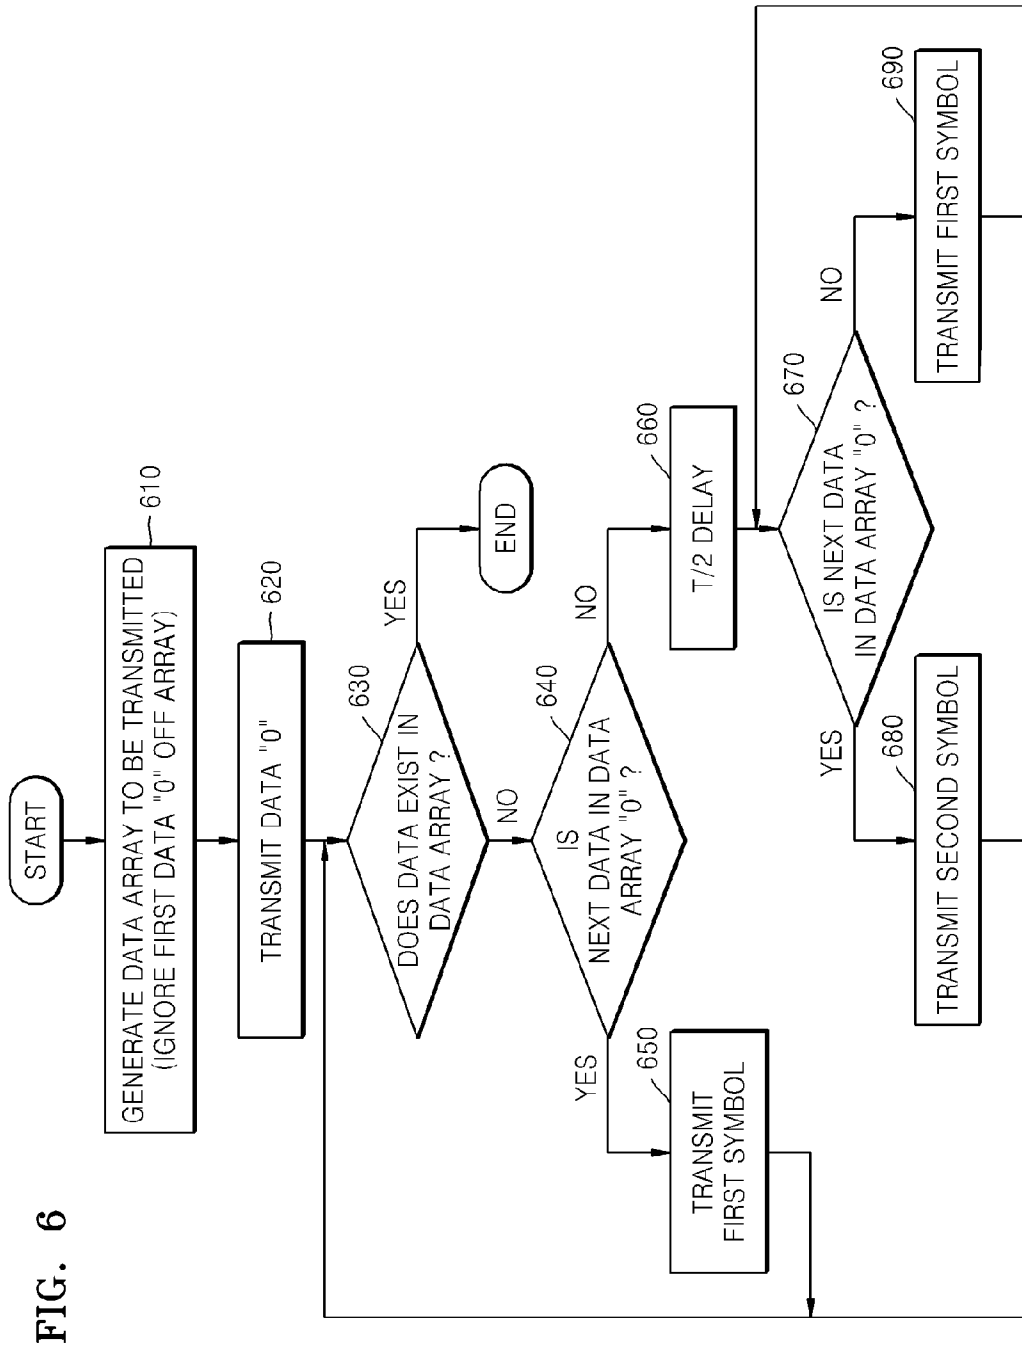 FIG. 6
START
GENERATE DATA ARRAY TO BE TRANSMITTED
(IGNORE FIRST DATA "0" OFF ARRAY)
610
TRANSMIT DATA "0"
620
DOES DATA EXIST IN
DATA ARRAY ?
630
YES
END
NO
IS
NEXT DATA IN DATA
ARRAY "0" ?
640
YES
NO
TRANSMIT
FIRST SYMBOL
650
T/2 DELAY
660
IS NEXT DATA
IN DATA ARRAY "0" ?
670
YES
NO
TRANSMIT SECOND SYMBOL
680
TRANSMIT FIRST SYMBOL
690